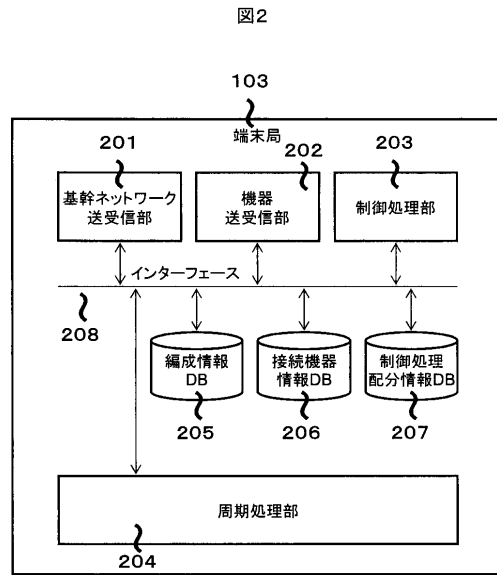 図2
103
端末局
201
202
203
基幹ネットワーク
送受信部
機器
送受信部
制御処理部
インターフェース
208
編成情報
DB
接続機器
情報DB
制御処理
配分情報DB
205
206
207
周期処理部
204